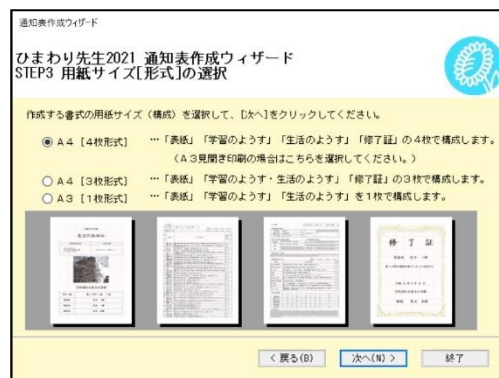 通知表作成ウィザード
ひまわり先生2021 通知表作成ウィザード
STEP3 用紙サイズ[形式]の選択
作成する書式の用紙サイズ（構成）を選択して、[次へ]をクリックしてください。
A4 [4枚形式] …「表紙」「学習のようす」「生活のようす」「修了証」の4枚で構成します。
（A3見開き印刷の場合はこちらを選択してください。）
A4 [3枚形式] …「表紙」「学習のようす・生活のようす」「修了証」の3枚で構成します。
A3 [1枚形式] …「表紙」「学習のようす」「生活のようす」を1枚で構成します。
修 了 証
< 戻る(B)
次へ(N) >
終了